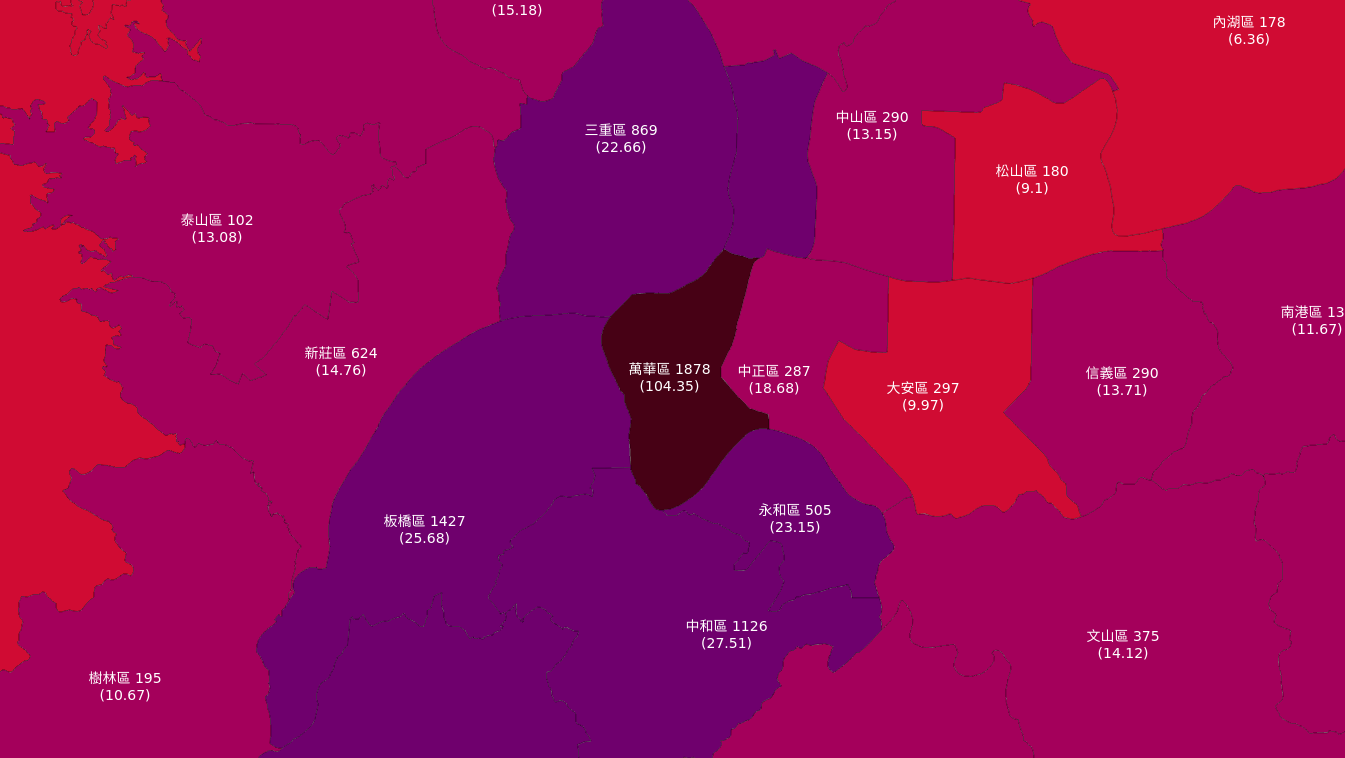 (15.18)
內湖區 178
(6.36)
中山區 290
(13.15)
三重區 869
(22.66)
松山區 180
(9.1)
泰山區 102
(13.08)
南港區 13
(11.67)
新莊區 624
(14.76)
萬華區 1878
(104.35)
中正區 287
(18.68)
信義區 290
(13.71)
大安區 297
(9.97)
永和區 505
(23.15)
板橋區 1427
(25.68)
中和區 1126
(27.51)
文山區 375
(14.12)
樹林區 195
(10.67)